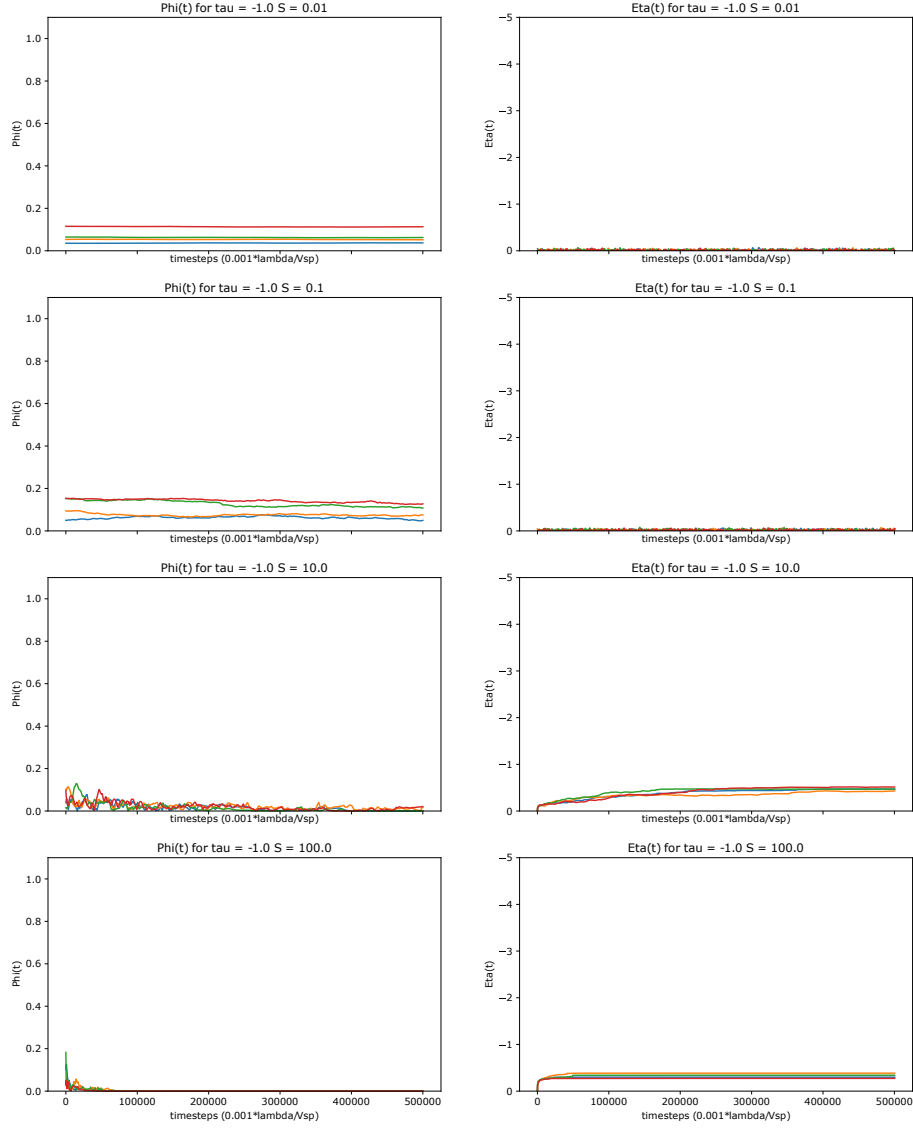 Phi(t) for tau = -1.0 S = 0.01
Eta(t) for tau = -1.0 S = 0.01
1.0
0.8
0.6
0.4
0.2
0.0
Phi(t)
timesteps (0.001*lambda/Vsp)
−5
−4
−3
−2
−1
0
Eta(t)
timesteps (0.001*lambda/Vsp)
Phi(t) for tau = -1.0 S = 0.1
Eta(t) for tau = -1.0 S = 0.1
1.0
0.8
0.6
0.4
0.2
0.0
Phi(t)
timesteps (0.001*lambda/Vsp)
−5
−4
−3
−2
−1
0
Eta(t)
timesteps (0.001*lambda/Vsp)
Phi(t) for tau = -1.0 S = 10.0
Eta(t) for tau = -1.0 S = 10.0
1.0
0.8
0.6
0.4
0.2
0.0
Phi(t)
timesteps (0.001*lambda/Vsp)
−5
−4
−3
−2
−1
0
Eta(t)
timesteps (0.001*lambda/Vsp)
Phi(t) for tau = -1.0 S = 100.0
Eta(t) for tau = -1.0 S = 100.0
1.0
0.8
0.6
0.4
0.2
0.0
Phi(t)
0 100000 200000 300000 400000 500000
timesteps (0.001*lambda/Vsp)
−5
−4
−3
−2
−1
0
Eta(t)
0 100000 200000 300000 400000 500000
timesteps (0.001*lambda/Vsp)